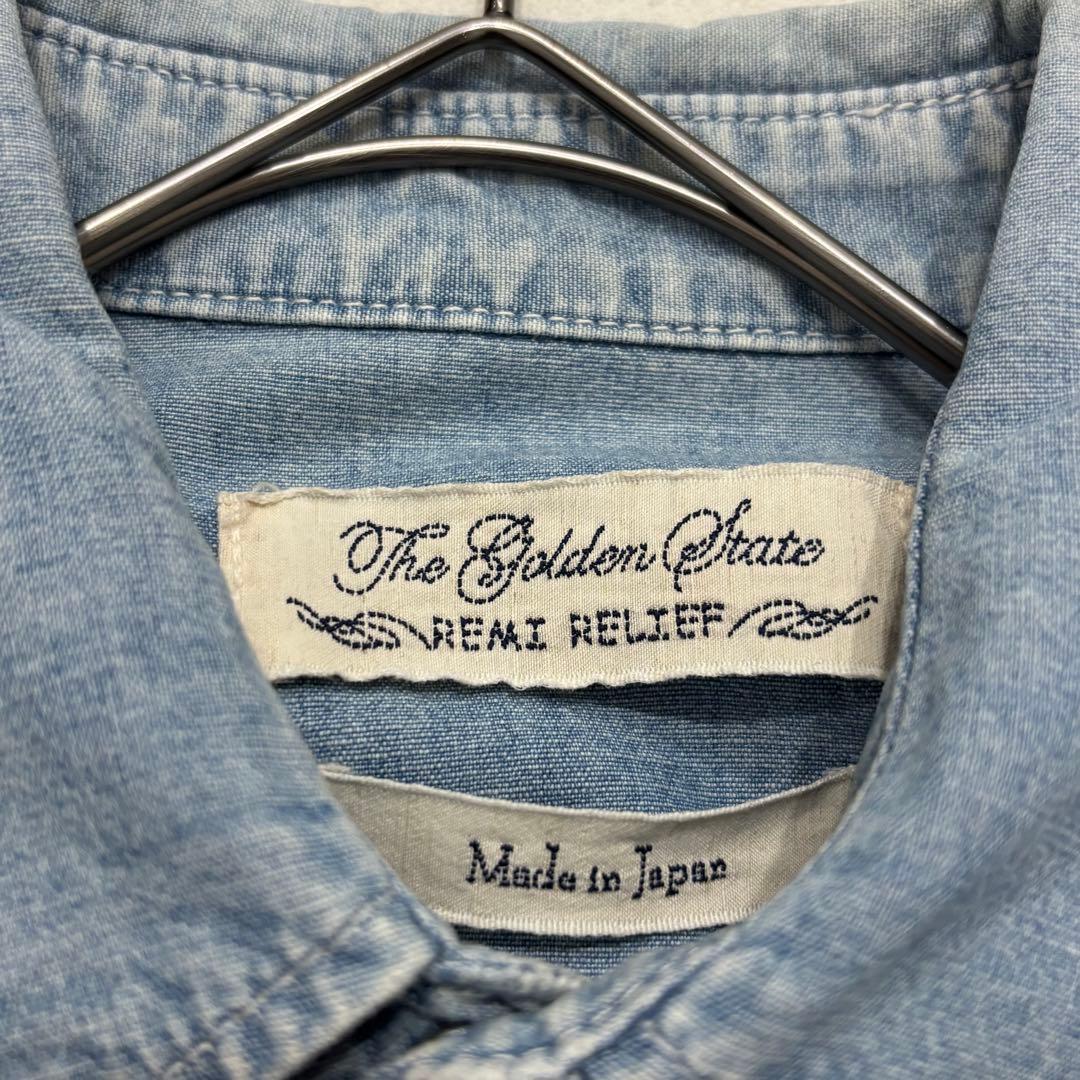 The Golden State
REMI RELIEF
Made in Japan